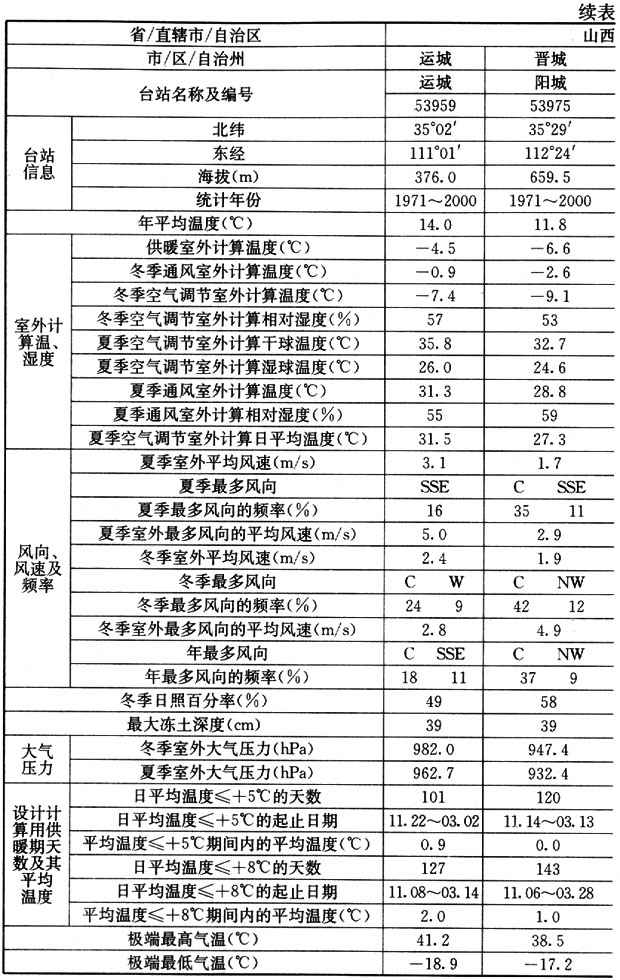 续表
省/直辖市/自治区 山西
市/区/自治州 运城 晋城
台站名称及编号 运城 阳城
53959 53975
台站信息 北纬 35°02′ 35°29′
东经 111°01′ 112°24′
海拔(m) 376.0 659.5
统计年份 1971～2000 1971～2000
年平均温度(℃) 14.0 11.8
室外计算温、湿度 供暖室外计算温度(℃) －4.5 －6.6
冬季通风室外计算温度(℃) －0.9 －2.6
冬季空气调节室外计算温度(℃) －7.4 －9.1
冬季空气调节室外计算相对湿度(%) 57 53
夏季空气调节室外计算干球温度(℃) 35.8 32.7
夏季空气调节室外计算湿球温度(℃) 26.0 24.6
夏季通风室外计算温度(℃) 31.3 28.8
夏季通风室外计算相对湿度(%) 55 59
夏季空气调节室外计算日平均温度(℃) 31.5 27.3
风向、风速及频率 夏季室外平均风速(m/s) 3.1 1.7
夏季最多风向 SSE C SSE
夏季最多风向的频率(%) 16 35 11
夏季室外最多风向的平均风速(m/s) 5.0 2.9
冬季室外平均风速(m/s) 2.4 1.9
冬季最多风向 C W C NW
冬季最多风向的频率(%) 24 9 42 12
冬季室外最多风向的平均风速(m/s) 2.8 4.9
年最多风向 C SSE C NW
年最多风向的频率(%) 18 11 37 9
冬季日照百分率(%) 49 58
最大冻土深度(cm) 39 39
大气压力 冬季室外大气压力(hPa) 982.0 947.4
夏季室外大气压力(hPa) 962.7 932.4
设计计算用供暖期天数及其平均温度 日平均温度≤＋5℃的天数 101 120
日平均温度≤＋5℃的起止日期 11.22～03.02 11.14～03.13
平均温度≤＋5℃期间内的平均温度(℃) 0.9 0.0
日平均温度≤＋8℃的天数 127 143
日平均温度≤＋8℃的起止日期 11.08～03.14 11.06～03.28
平均温度≤＋8℃期间内的平均温度(℃) 2.0 1.0
极端最高气温(℃) 41.2 38.5
极端最低气温(℃) －18.9 －17.2